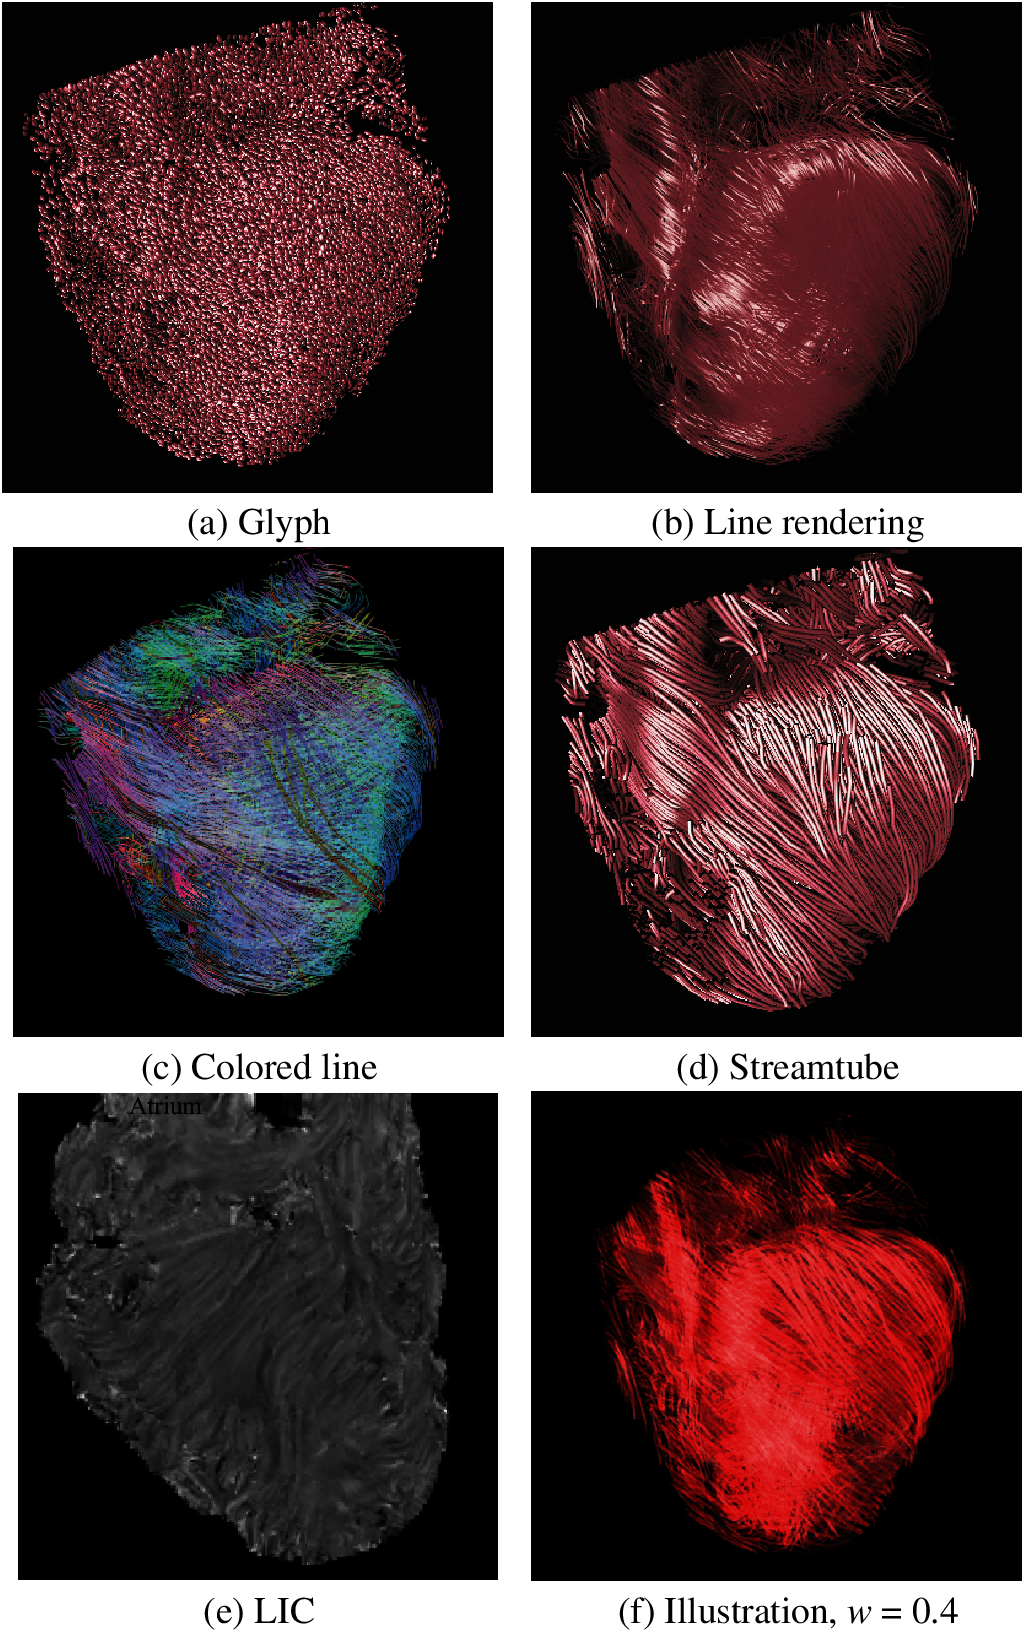 (a) Glyph
(b) Line rendering
(c) Colored line
(d) Streamtube
Atrium
(e) LIC
(f) Illustration, w = 0.4